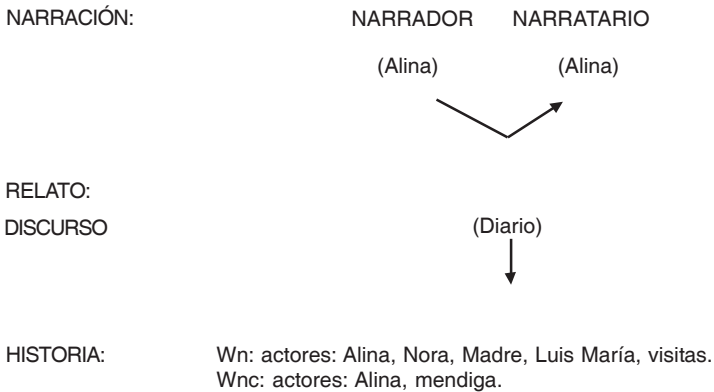 NARRACIÓN: NARRADOR NARRATARIO
(Alina) (Alina)
RELATO:
DISCURSO (Diario)
HISTORIA: Wn: actores: Alina, Nora, Madre, Luis María, visitas.
Wnc: actores: Alina, mendiga.